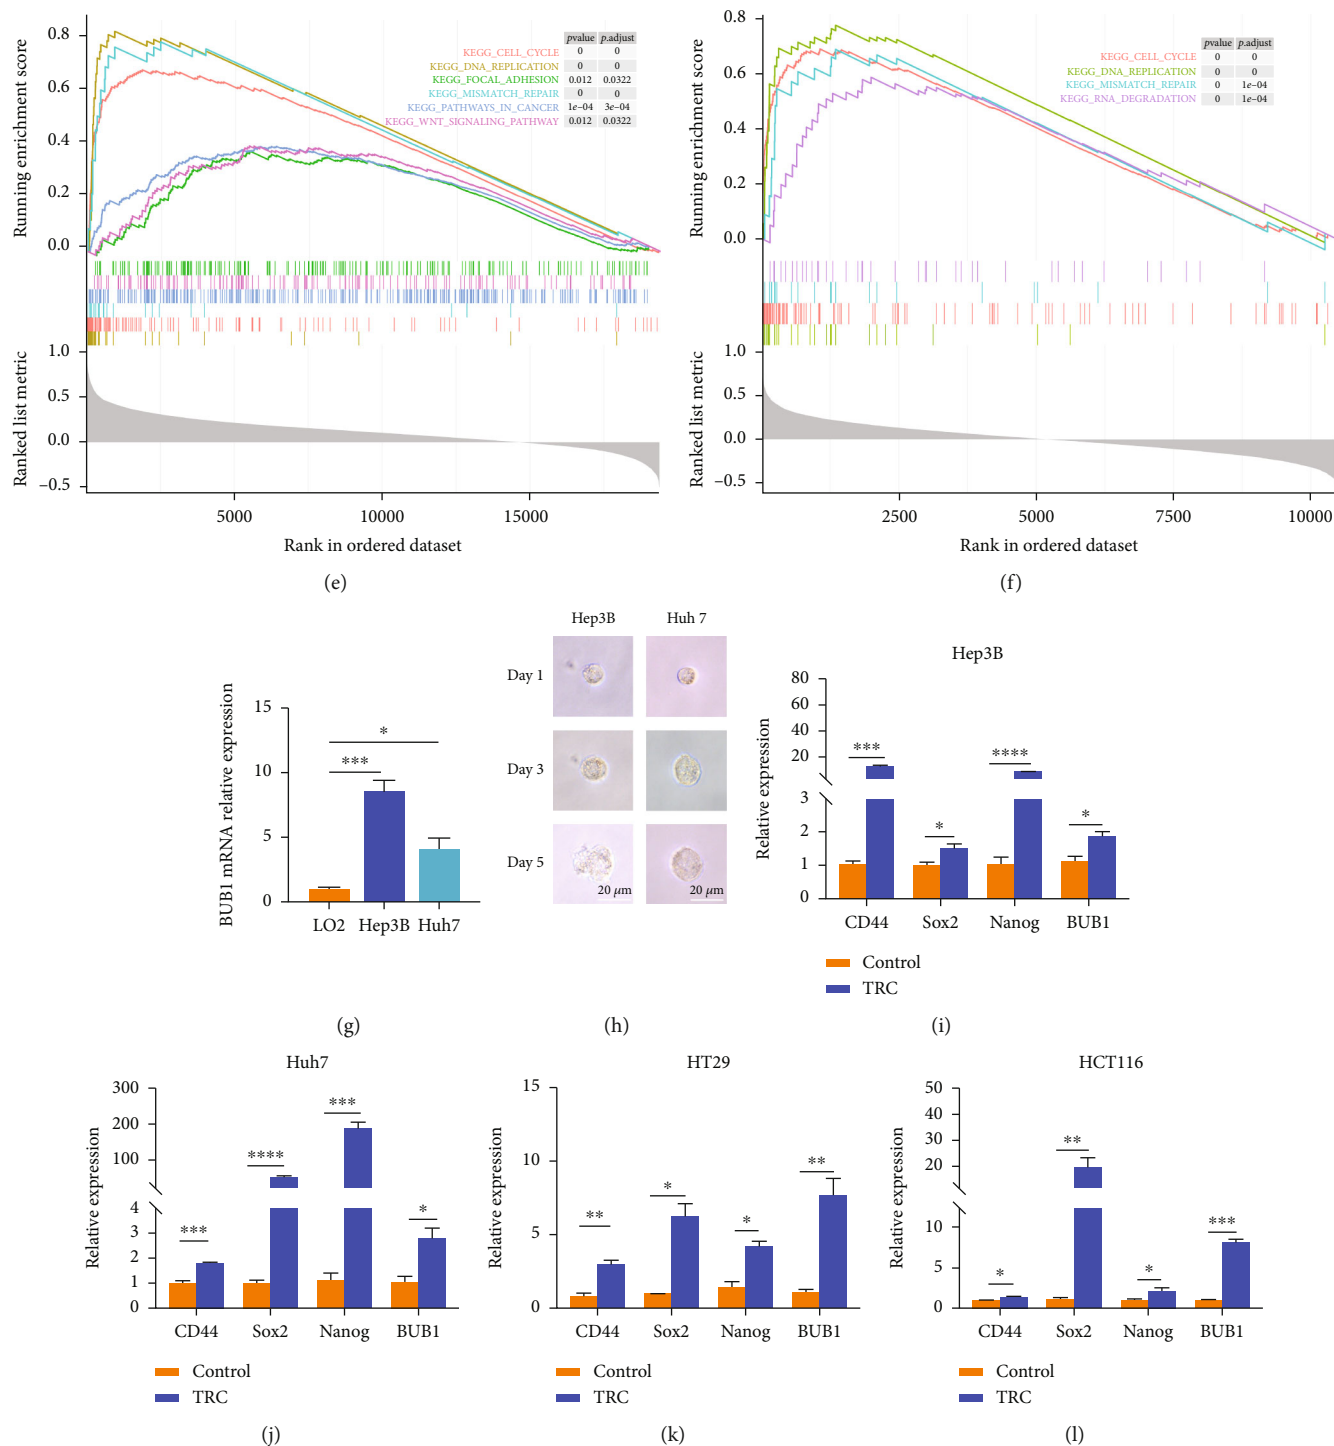 Running enrichment score
0.8
0.6
0.4
0.2
0.0
pvalue p.adjust
KEGG_CELL_CYCLE 0 0
KEGG_DNA_REPLICATION 0 0
KEGG_FOCAL_ADHESION 0.012 0.0322
KEGG_MISMATCH_REPAIR 0 0
KEGG_PATHWAYS_IN_CANCER 1e–04 3e–04
KEGG_WNT_SIGNALING_PATHWAY 0.012 0.0322
Ranked list metric
1.0
0.5
0.0
–0.5
5000 10000 15000
Rank in ordered dataset
(e)
Running enrichment score
0.8
0.6
0.4
0.2
0.0
pvalue p.adjust
KEGG_CELL_CYCLE 0 0
KEGG_DNA_REPLICATION 0 0
KEGG_MISMATCH_REPAIR 0 1e–04
KEGG_RNA_DEGRADATION 0 1e–04
Ranked list metric
1.0
0.5
0.0
–0.5
2500 5000 7500 10000
Rank in ordered dataset
(f)
BUB1 mRNA relative expression
15
10
5
0
*
***
LO2 Hep3B Huh7
(g)
Hep3B Huh 7
Day 1
Day 3
Day 5
20 μm 20 μm
(h)
Hep3B
Relative expression
80
60
40
20
3
2
1
0
*** * **** *
CD44 Sox2 Nanog BUB1
Control
TRC
(i)
Huh7
Relative expression
300
200
100
4
3
2
1
0
*** **** *** *
CD44 Sox2 Nanog BUB1
Control
TRC
(j)
HT29
Relative expression
15
10
5
0
** * * **
CD44 Sox2 Nanog BUB1
Control
TRC
(k)
HCT116
Relative expression
50
40
30
20
10
5
0
* ** * ***
CD44 Sox2 Nanog BUB1
Control
TRC
(l)